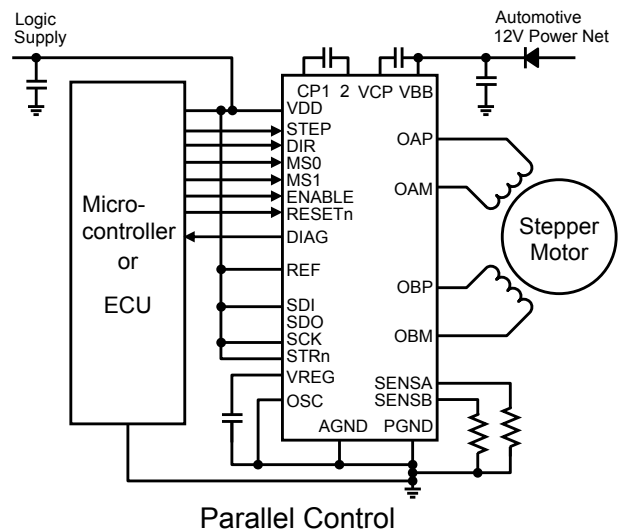 Logic
Supply
Automotive
12V Power Net
CP1 2 VCP VBB
VDD
STEP
DIR
MS0
MS1
ENABLE
RESETn
DIAG
REF
SDI
SDO
SCK
STRn
VREG
OSC
AGND PGND
OAP
OAM
OBP
OBM
SENSA
SENSB
Micro-
controller
or
ECU
Stepper
Motor
Parallel Control